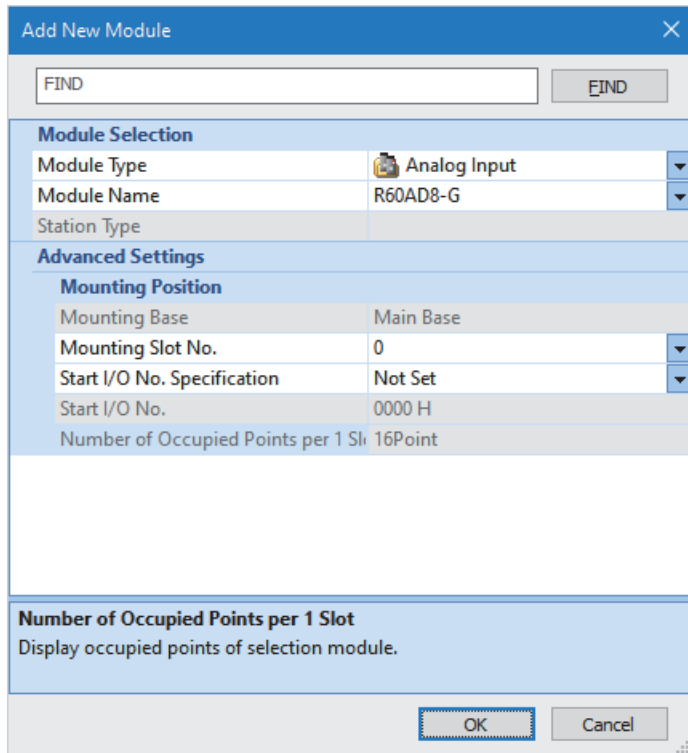 Add New Module
FIND FIND
Module Selection
Module Type Analog Input
Module Name R60AD8-G
Station Type
Advanced Settings
Mounting Position
Mounting Base Main Base
Mounting Slot No. 0
Start I/O No. Specification Not Set
Start I/O No. 0000 H
Number of Occupied Points per 1 Sl 16Point
Number of Occupied Points per 1 Slot
Display occupied points of selection module.
OK Cancel